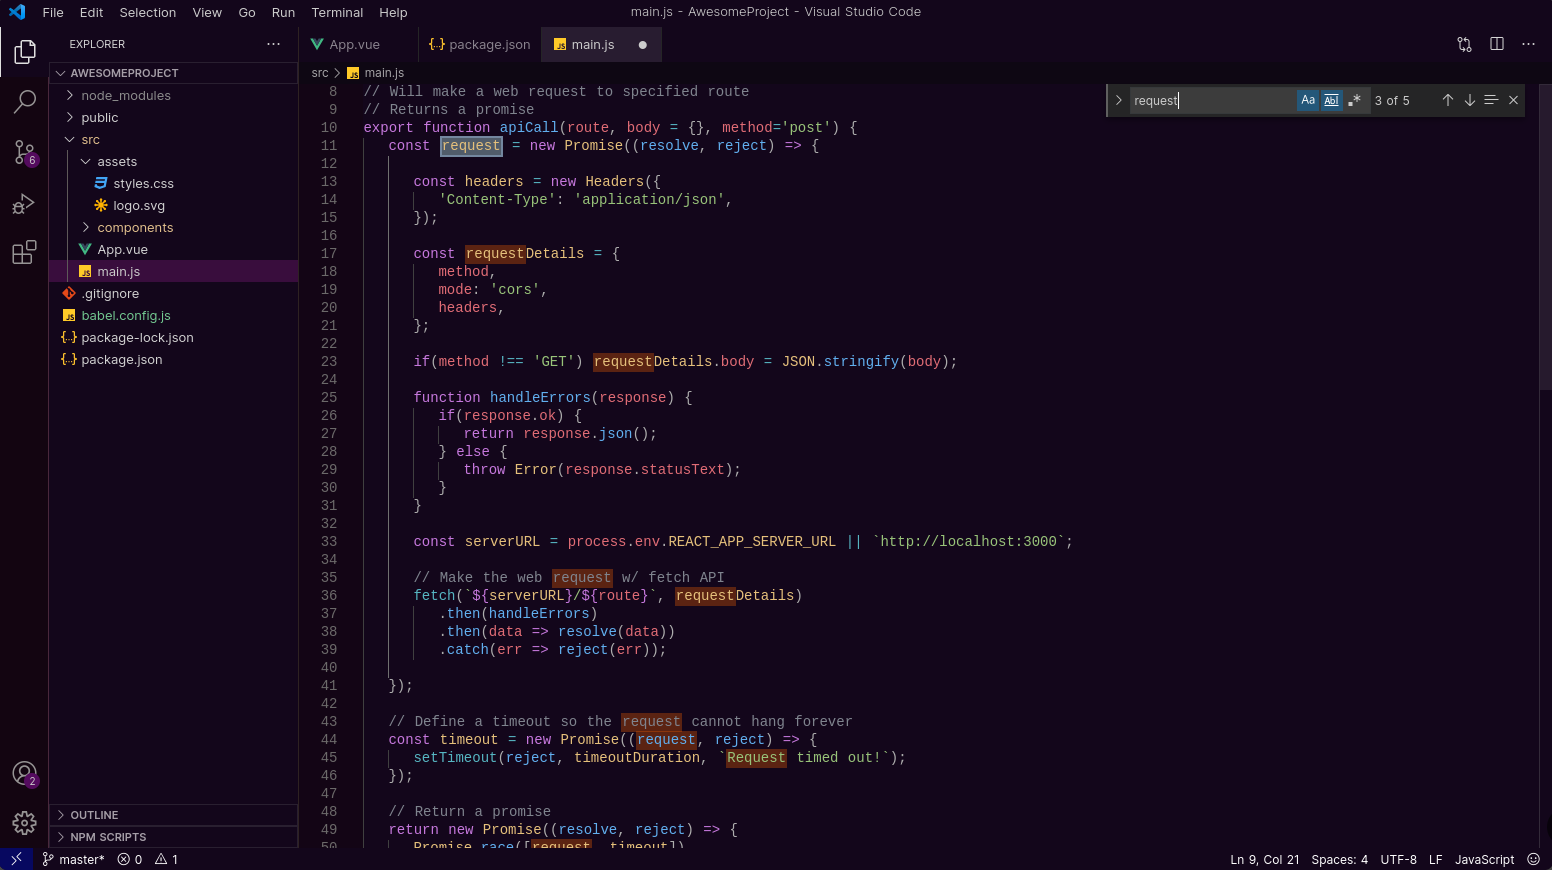 File Edit Selection View Go Run Terminal Help
main.js - AwesomeProject - Visual Studio Code
EXPLORER
AWESOMEPROJECT
node_modules
public
src
assets
styles.css
logo.svg
components
App.vue
main.js
.gitignore
babel.config.js
package-lock.json
package.json
OUTLINE
NPM SCRIPTS
6
2
App.vue package.json main.js
src > main.js
request Aa Abl .* 3 of 5
8 // Will make a web request to specified route
9 // Returns a promise
10 export function apiCall(route, body = {}, method='post') {
11 const request = new Promise((resolve, reject) => {
12
13 const headers = new Headers({
14 'Content-Type': 'application/json',
15 });
16
17 const requestDetails = {
18 method,
19 mode: 'cors',
20 headers,
21 };
22
23 if(method !== 'GET') requestDetails.body = JSON.stringify(body);
24
25 function handleErrors(response) {
26 if(response.ok) {
27 return response.json();
28 } else {
29 throw Error(response.statusText);
30 }
31 }
32
33 const serverURL = process.env.REACT_APP_SERVER_URL || `http://localhost:3000`;
34
35 // Make the web request w/ fetch API
36 fetch(`${serverURL}/${route}`, requestDetails)
37 .then(handleErrors)
38 .then(data => resolve(data))
39 .catch(err => reject(err));
40
41 });
42
43 // Define a timeout so the request cannot hang forever
44 const timeout = new Promise((request, reject) => {
45 setTimeout(reject, timeoutDuration, `Request timed out!`);
46 });
47
48 // Return a promise
49 return new Promise((resolve, reject) => {
50 Promise.race([request, timeout])
master* 0 1
Ln 9, Col 21 Spaces: 4 UTF-8 LF JavaScript